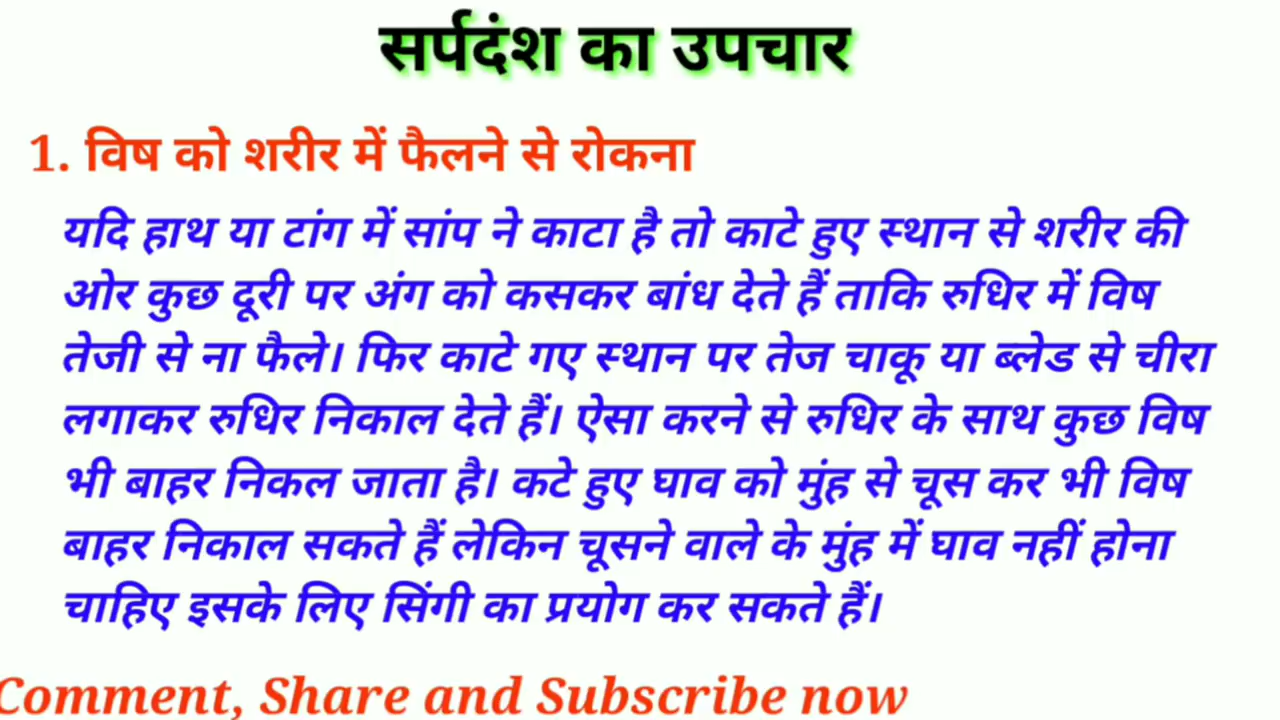 सर्पदंश का उपचार
1. विष को शरीर में फैलने से रोकना
यदि हाथ या टांग में सांप ने काटा है तो काटे हुए स्थान से शरीर की
ओर कुछ दूरी पर अंग को कसकर बांध देते हैं ताकि रुधिर में विष
तेजी से ना फैले। फिर काटे गए स्थान पर तेज चाकू या ब्लेड से चीरा
लगाकर रुधिर निकाल देते हैं। ऐसा करने से रुधिर के साथ कुछ विष
भी बाहर निकल जाता है। कटे हुए घाव को मुंह से चूस कर भी विष
बाहर निकाल सकते हैं लेकिन चूसने वाले के मुंह में घाव नहीं होना
चाहिए इसके लिए सिंगी का प्रयोग कर सकते हैं।
Comment, Share and Subscribe now